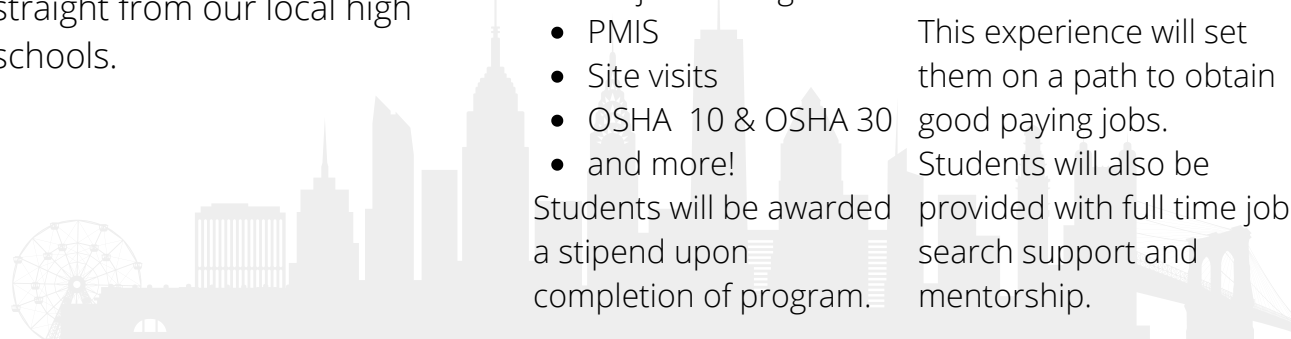 straight from our local high
schools.
• PMIS
• Site visits
• OSHA 10 & OSHA 30
• and more!
Students will be awarded
a stipend upon
completion of program.
This experience will set
them on a path to obtain
good paying jobs.
Students will also be
provided with full time job
search support and
mentorship.